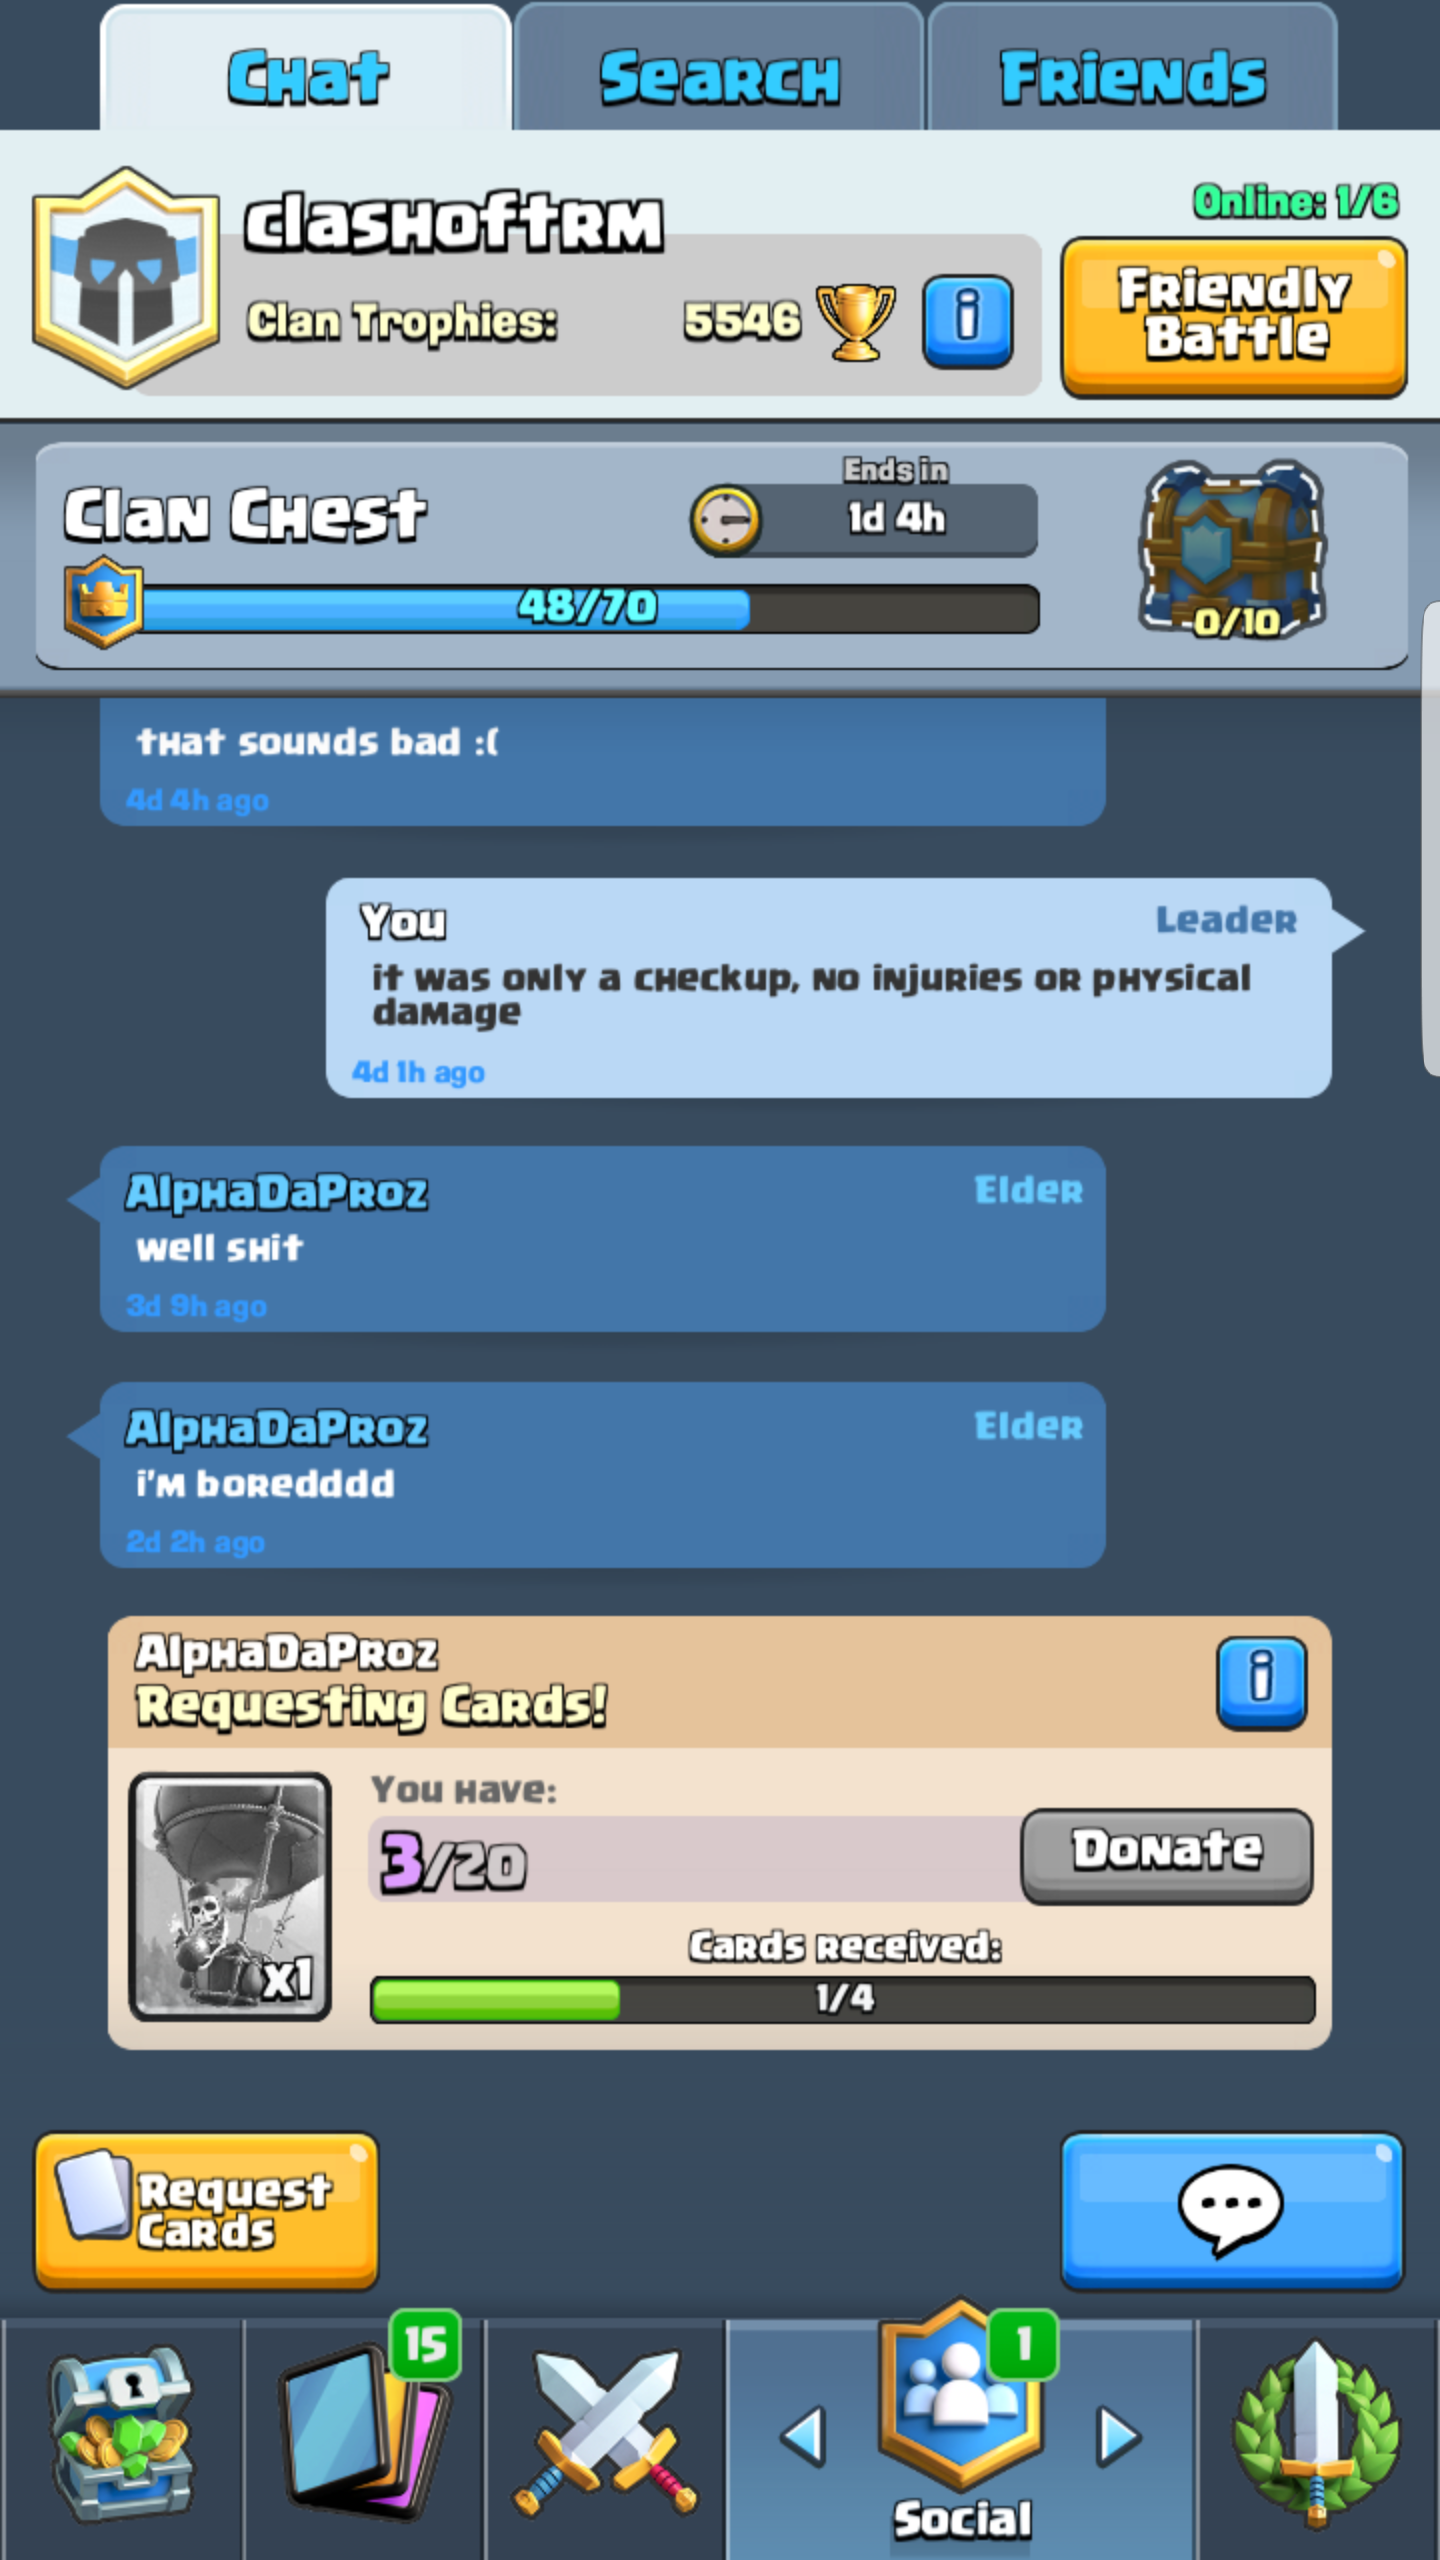 Chat
Search
Friends
clashoftrm
Online: 1/6
Clan Trophies: 5546
i
Friendly
Battle
Clan Chest
Ends in
1d 4h
48/70
0/10
that sounds bad :(
4d 4h ago
You
Leader
it was only a checkup, no injuries or physical
damage
4d 1h ago
AlphaDaProz
Elder
well shit
3d 9h ago
AlphaDaProz
Elder
i'm boredddd
2d 2h ago
AlphaDaProz
Requesting Cards!
i
You have:
3/20
Donate
x1
Cards received:
1/4
Request
Cards
15
1
Social